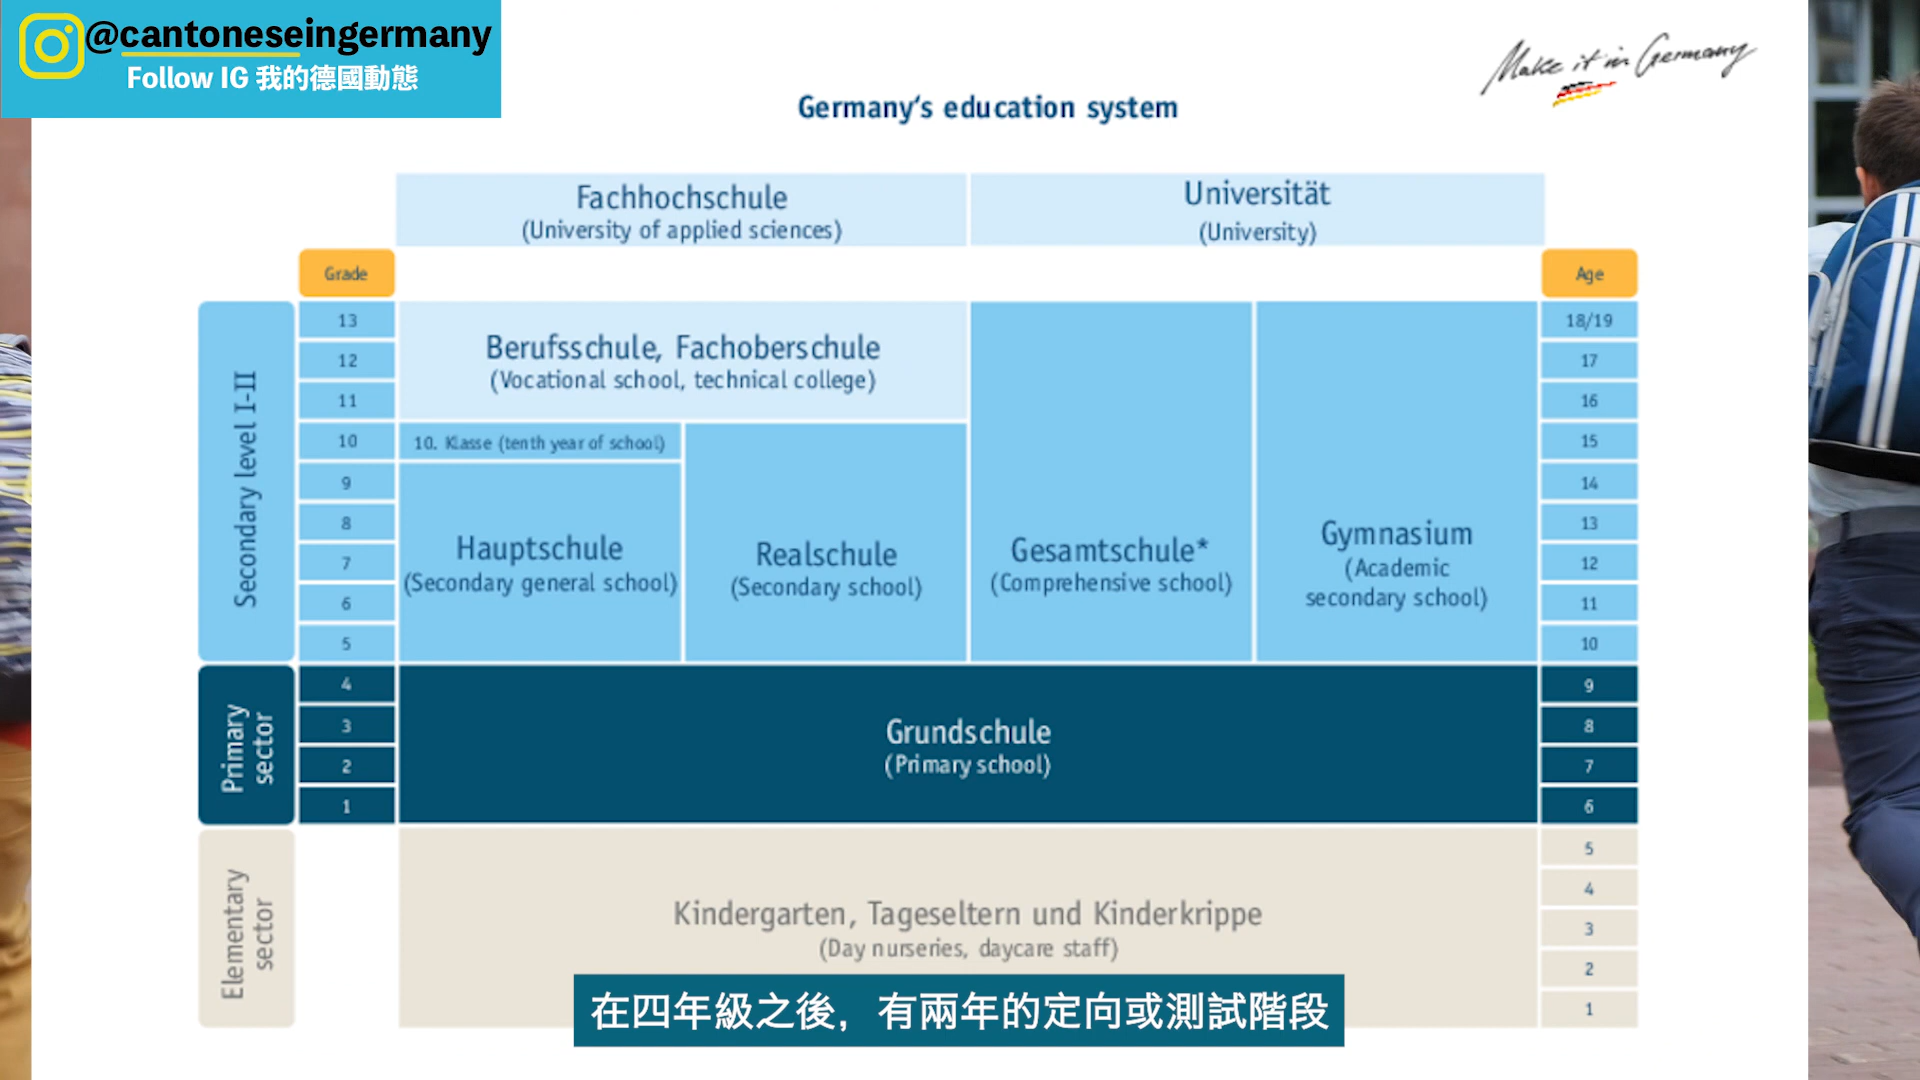 @cantoneseingermany
Follow IG 我的德國動態
Make it in Germany
Germany's education system
Fachhochschule
(University of applied sciences)
Universität
(University)
Grade
Age
Secondary level I-II
13
12
11
10
9
8
7
6
5
Berufsschule, Fachoberschule
(Vocational school, technical college)
10. Klasse (tenth year of school)
Hauptschule
(Secondary general school)
Realschule
(Secondary school)
Gesamtschule*
(Comprehensive school)
Gymnasium
(Academic
secondary school)
18/19
17
16
15
14
13
12
11
10
Primary
sector
4
3
2
1
Grundschule
(Primary school)
9
8
7
6
Elementary
sector
Kindergarten, Tageseltern und Kinderkrippe
(Day nurseries, daycare staff)
5
4
3
2
1
在四年級之後，有兩年的定向或測試階段